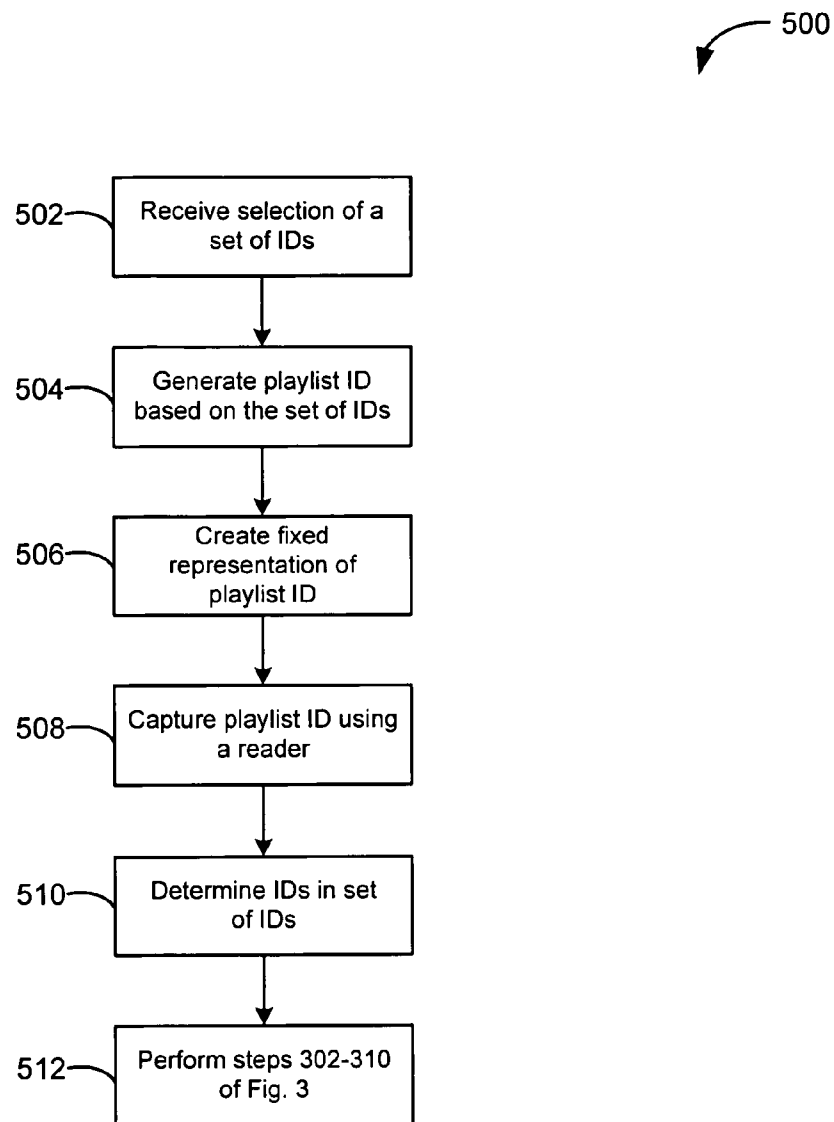 500
502
Receive selection of a
set of IDs
504
Generate playlist ID
based on the set of IDs
506
Create fixed
representation of
playlist ID
508
Capture playlist ID using
a reader
510
Determine IDs in set
of IDs
512
Perform steps 302-310
of Fig. 3